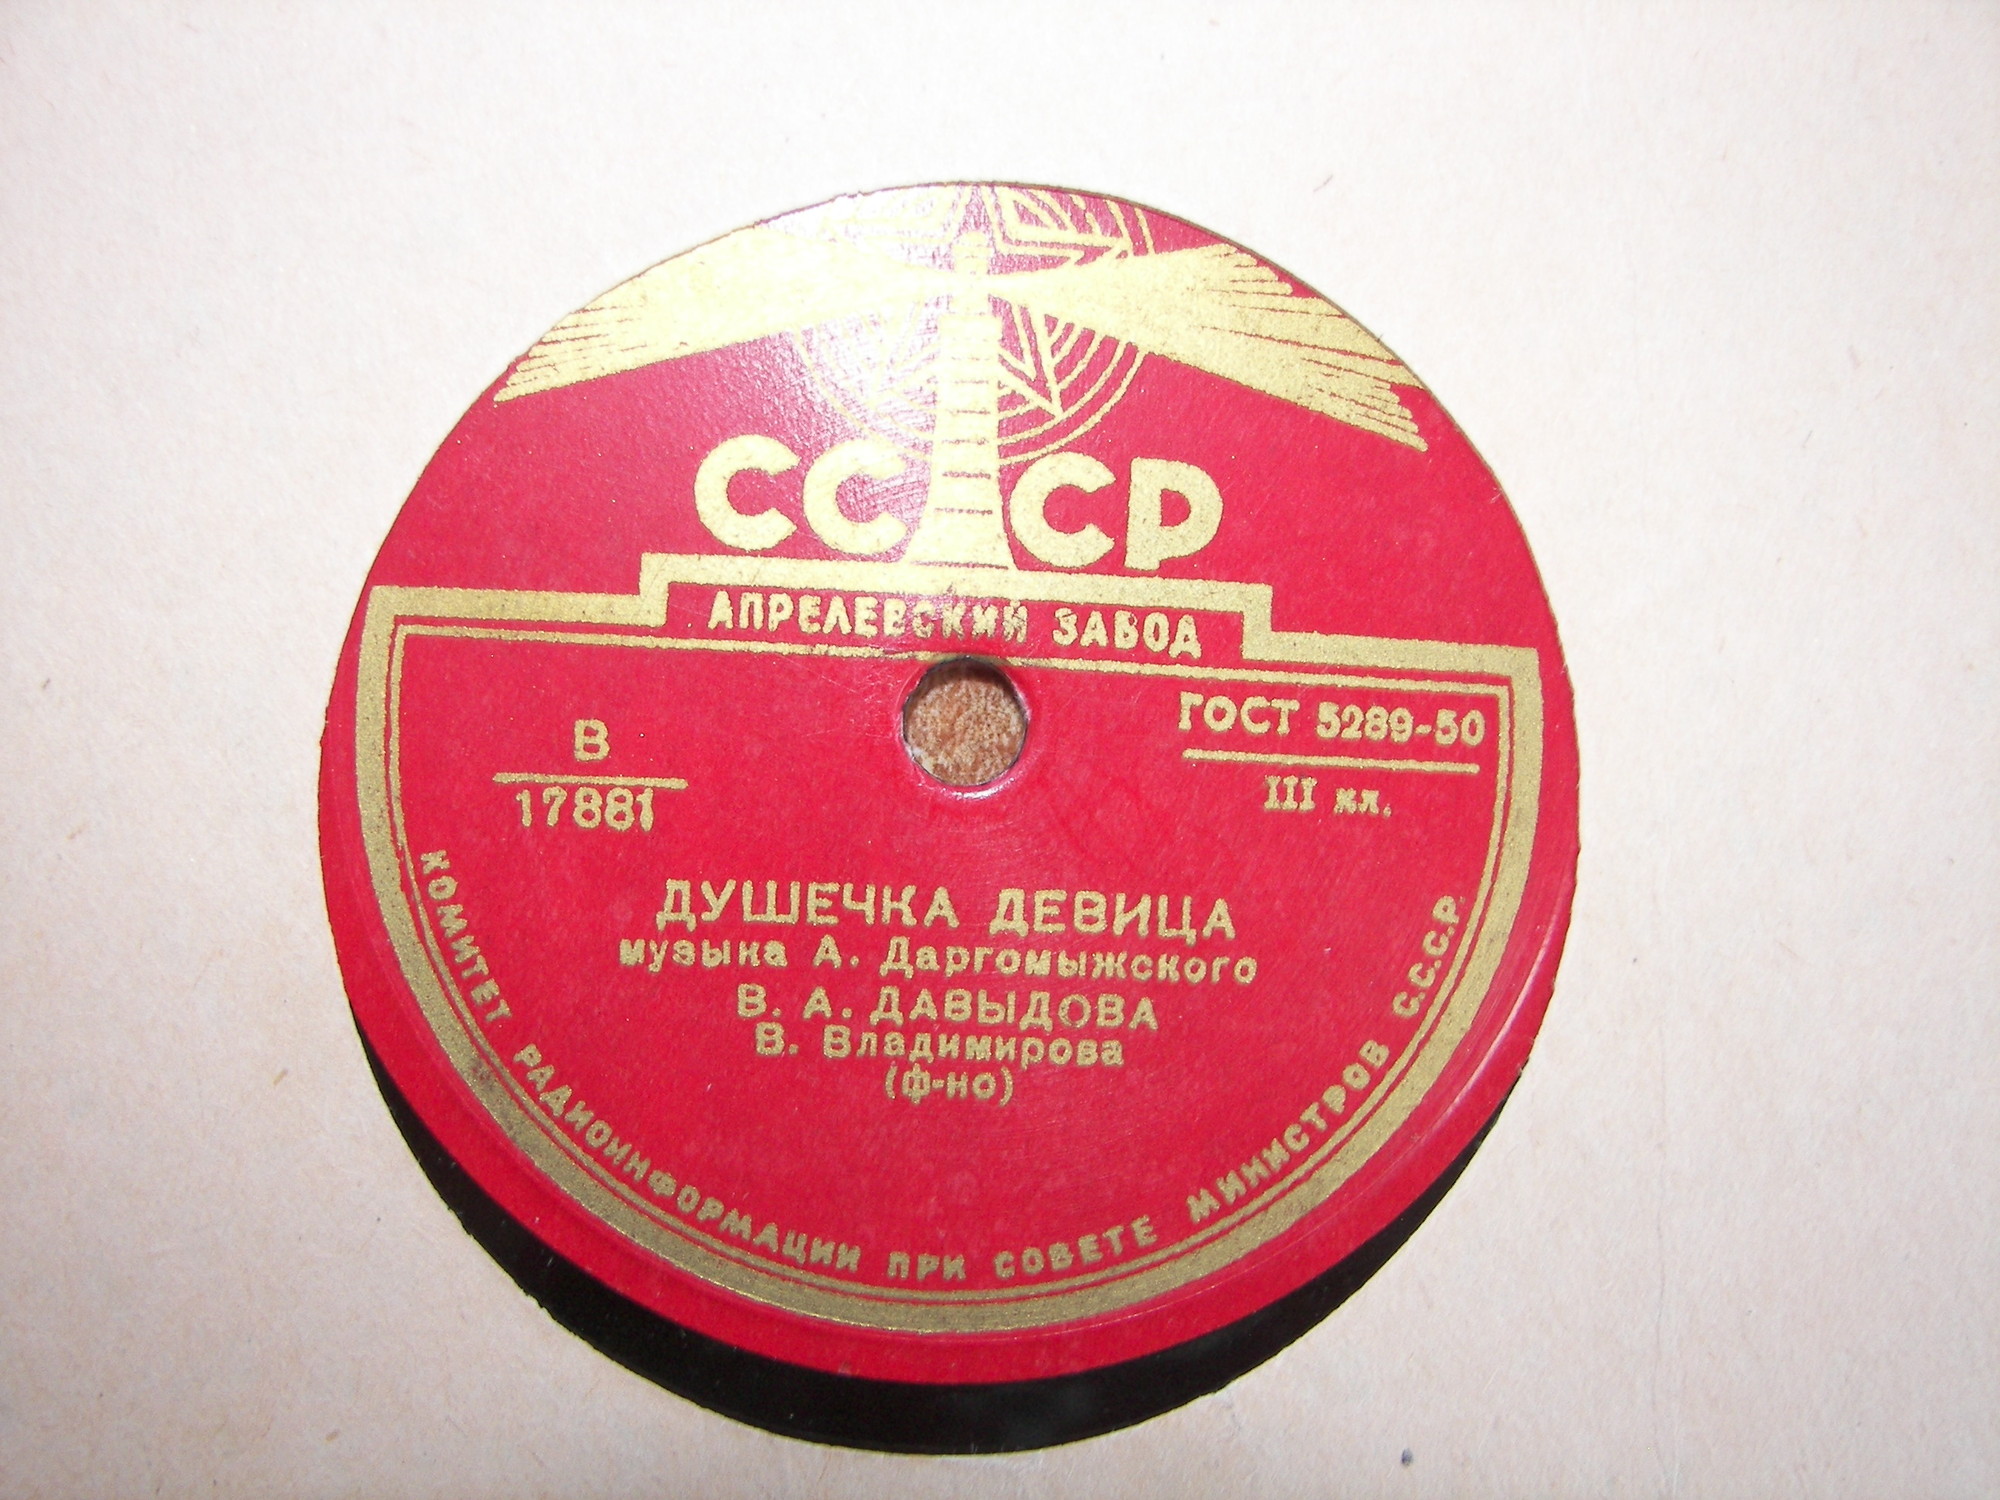 СССР
АПРЕЛЕВСКИЙ ЗАВОД
ГОСТ 5289-50
III кл.
В
17881
ДУШЕЧКА ДЕВИЦА
музыка А. Даргомыжского
В. А. ДАВЫДОВА
В. Владимирова
(ф-но)
КОМИТЕТ РАДИОИНФОРМАЦИИ ПРИ СОВЕТЕ МИНИСТРОВ С.С.С.Р.